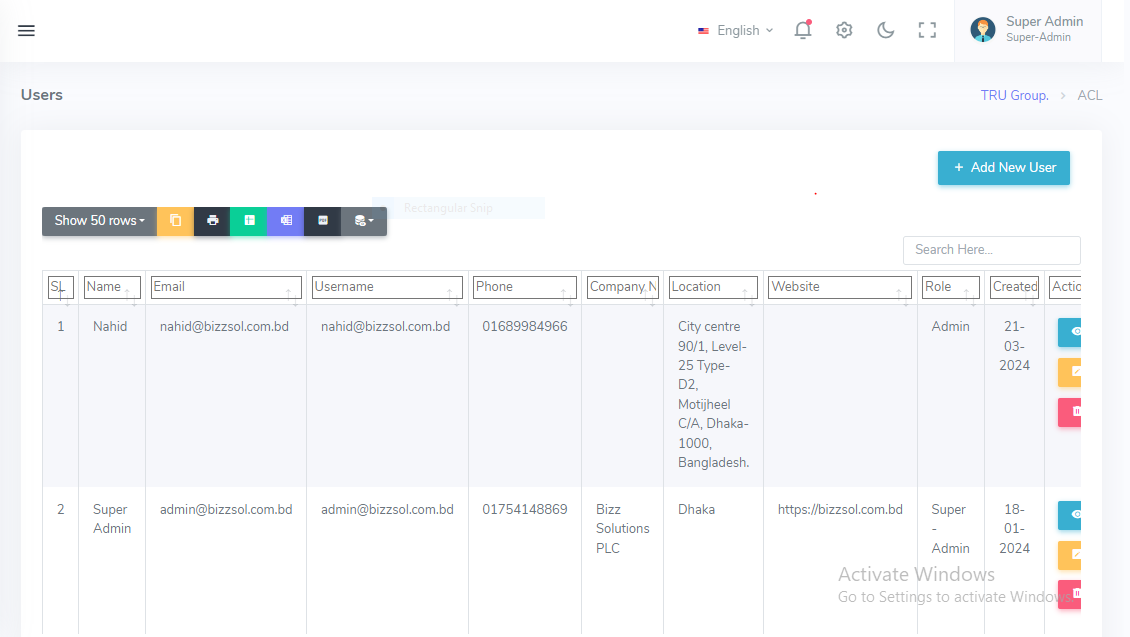 English
Super Admin
Super-Admin
Users
TRU Group. > ACL
+ Add New User
Rectangular Snip
Show 50 rows
Search Here...
SL Name Email Username Phone Company N Location Website Role Created Actio
1 Nahid nahid@bizzsol.com.bd nahid@bizzsol.com.bd 01689984966 City centre Admin 21-
90/1, Level- 03-
25 Type- 2024
D2,
Motijheel
C/A, Dhaka-
1000,
Bangladesh.
2 Super admin@bizzsol.com.bd admin@bizzsol.com.bd 01754148869 Bizz Dhaka https://bizzsol.com.bd Super 18-
Admin Solutions - 01-
PLC Admin 2024
Activate Windows
Go to Settings to activate Windows.